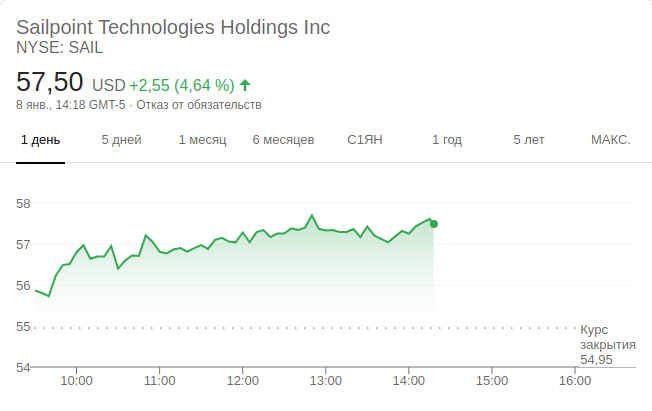 Sailpoint Technologies Holdings Inc
NYSE: SAIL
57,50 USD +2,55 (4,64 %)
8 янв., 14:18 GMT-5 · Отказ от обязательств
1 день 5 дней 1 месяц 6 месяцев С1ЯН 1 год 5 лет МАКС.
58
57
56
55
Курс
закрытия
54,95
54
10:00 11:00 12:00 13:00 14:00 15:00 16:00